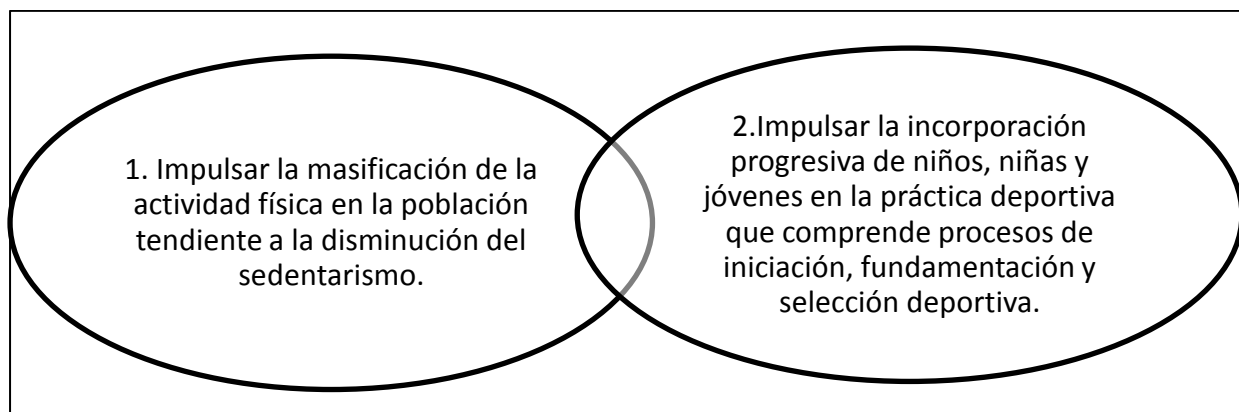 1. Impulsar la masificación de la
actividad física en la población
tendiente a la disminución del
sedentarismo.
2.Impulsar la incorporación
progresiva de niños, niñas y
jóvenes en la práctica deportiva
que comprende procesos de
iniciación, fundamentación y
selección deportiva.